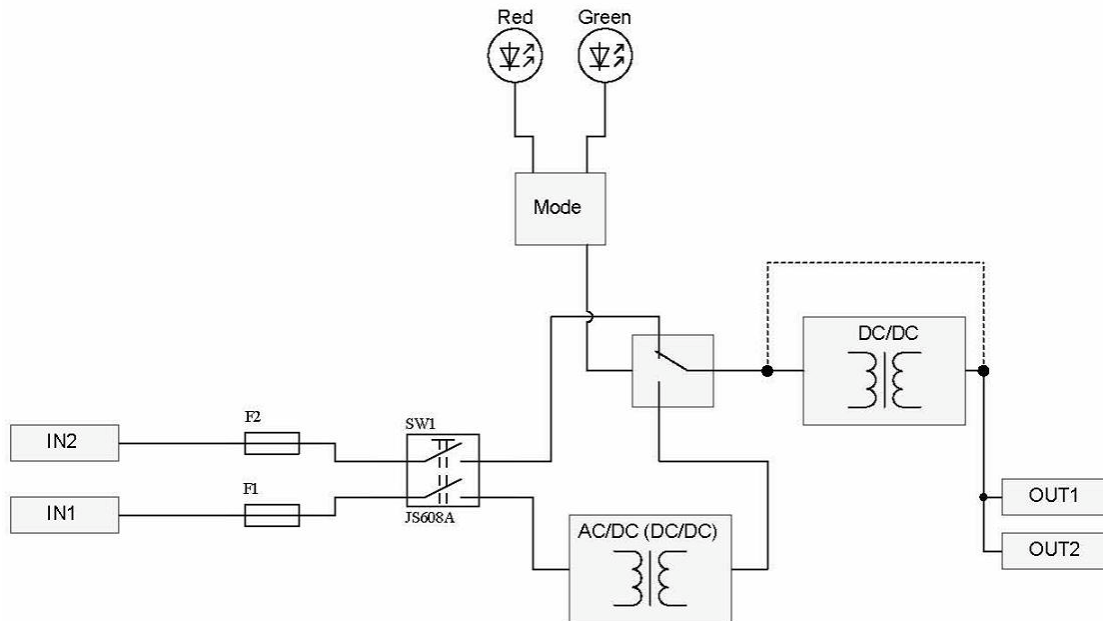 Red
Green
Mode
DC/DC
F2
SW1
IN2
F1
IN1
JS608A
AC/DC (DC/DC)
OUT1
OUT2